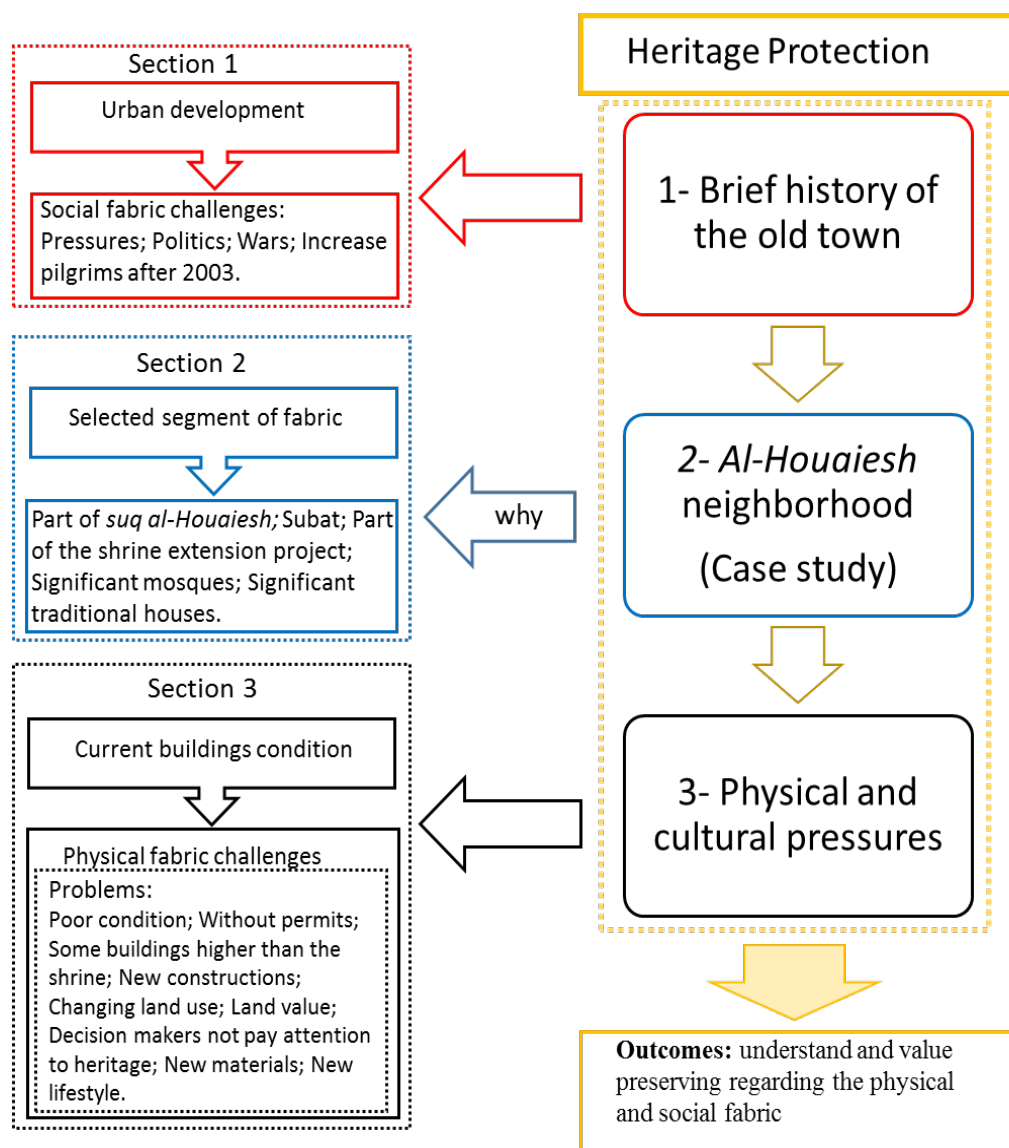 Heritage Protection
Section 1
Urban development
Social fabric challenges:
Pressures; Politics; Wars; Increase
pilgrims after 2003.
1- Brief history of
the old town
Section 2
Selected segment of fabric
Part of suq al-Houaiesh; Subat; Part
of the shrine extension project;
Significant mosques; Significant
traditional houses.
why
2- Al-Houaiesh
neighborhood
(Case study)
Section 3
Current buildings condition
Physical fabric challenges
Problems:
Poor condition; Without permits;
Some buildings higher than the
shrine; New constructions;
Changing land use; Land value;
Decision makers not pay attention
to heritage; New materials; New
lifestyle.
3- Physical and
cultural pressures
Outcomes: understand and value
preserving regarding the physical
and social fabric